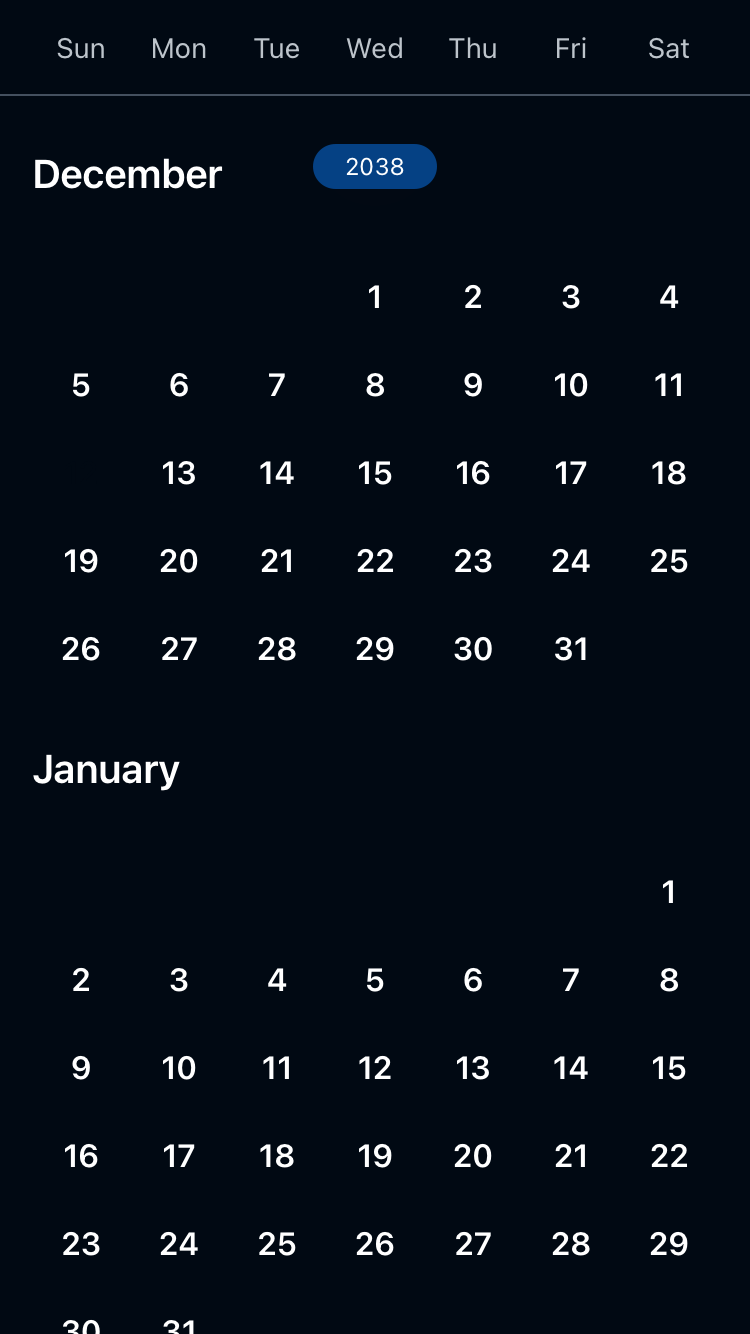 Sun Mon Tue Wed Thu Fri Sat
December 2038
1 2 3 4
5 6 7 8 9 10 11
13 14 15 16 17 18
19 20 21 22 23 24 25
26 27 28 29 30 31
January
1
2 3 4 5 6 7 8
9 10 11 12 13 14 15
16 17 18 19 20 21 22
23 24 25 26 27 28 29
30 31